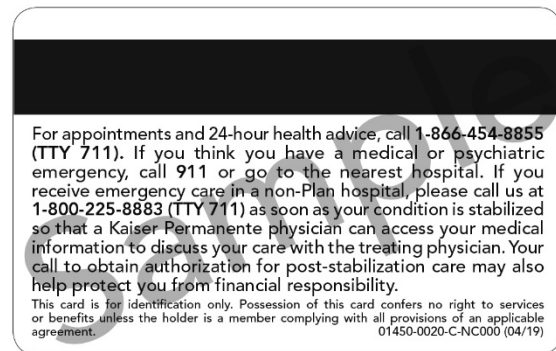 For appointments and 24-hour health advice, call 1-866-454-8855
(TTY 711). If you think you have a medical or psychiatric
emergency, call 911 or go to the nearest hospital. If you
receive emergency care in a non-Plan hospital, please call us at
1-800-225-8883 (TTY 711) as soon as your condition is stabilized
so that a Kaiser Permanente physician can access your medical
information to discuss your care with the treating physician. Your
call to obtain authorization for post-stabilization care may also
help protect you from financial responsibility.
This card is for identification only. Possession of this card confers no right to services
or benefits unless the holder is a member complying with all provisions of an applicable
agreement. 01450-0020-C-NC000 (04/19)
Sample